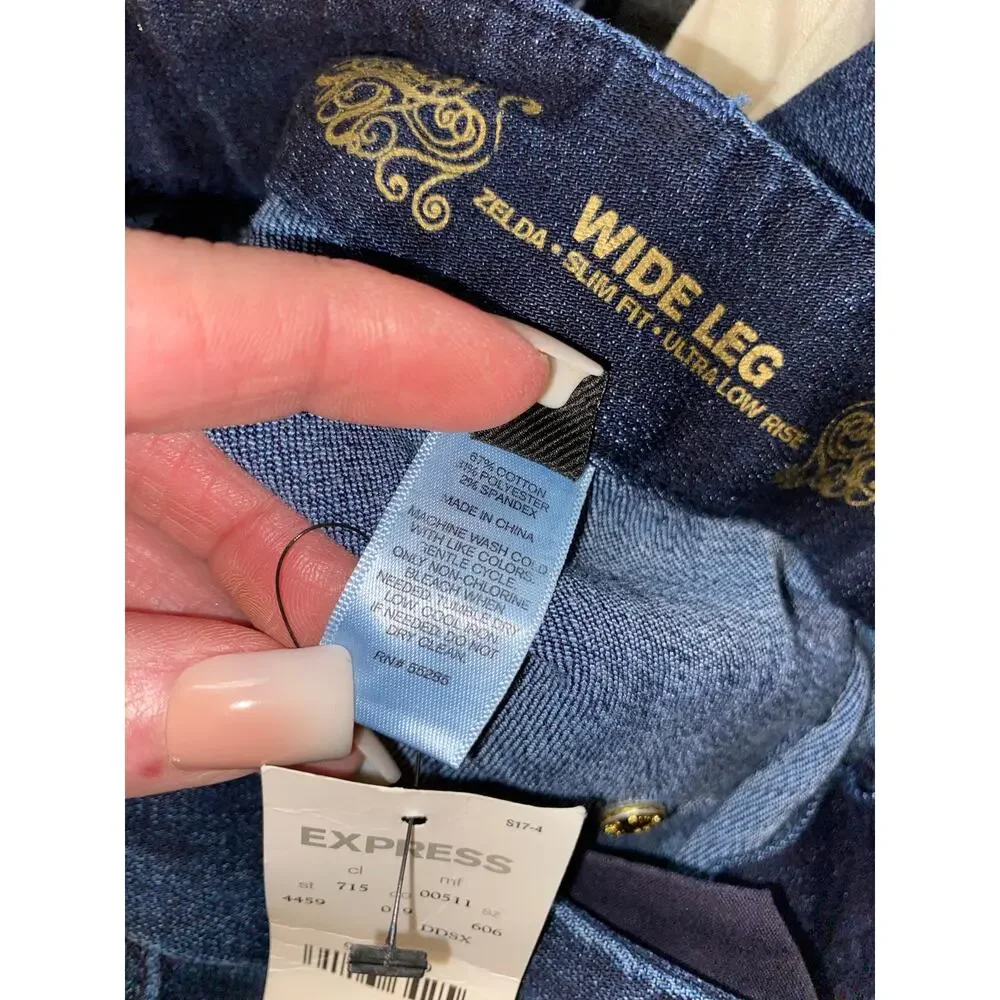 WIDE LEG
ZELDA • SLIM FIT • ULTRA LOW RISE
67% COTTON
31% POLYESTER
2% SPANDEX
MADE IN CHINA
MACHINE WASH COLD
WITH LIKE COLORS.
GENTLE CYCLE.
ONLY NON-CHLORINE
BLEACH WHEN
NEEDED TUMBLE DRY
LOW. COOL IRON
IF NEEDED DO NOT
DRY CLEAN.
RN# 55285
S17-4
EXPRESS
cl mf
st 715 00511 sz
4459 606
DDSX